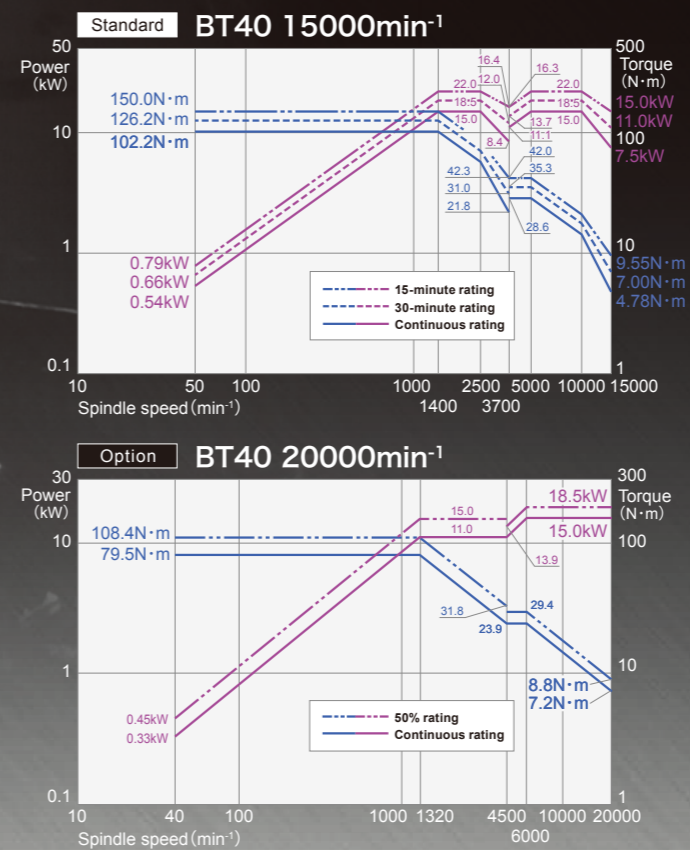 Standard BT40 15000min-1
50 500
Power (kW) Torque (N·m)
16.4
16.3
12.0
22.0 22.0
150.0N·m 18.5 18.5 15.0kW
126.2N·m 15.0 13.7 15.0 11.0kW
10 11.1 100
102.2N·m 8.4 7.5kW
42.0
42.3 35.3
31.0
21.8
28.6
1 10
0.79kW 9.55N·m
0.66kW 7.00N·m
0.54kW 4.78N·m
15-minute rating
30-minute rating
Continuous rating
0.1 1
10 50 100 1000 2500 5000 10000 15000
Spindle speed(min-1) 1400 3700
Option BT40 20000min-1
30 300
Power (kW) Torque (N·m)
18.5kW
15.0
108.4N·m 11.0 15.0kW
10 100
79.5N·m 13.9
31.8 29.4
23.9
1 10
8.8N·m
7.2N·m
0.45kW
0.33kW
50% rating
Continuous rating
0.1 1
10 40 100 1000 1320 4500 10000 20000
Spindle speed(min-1) 6000